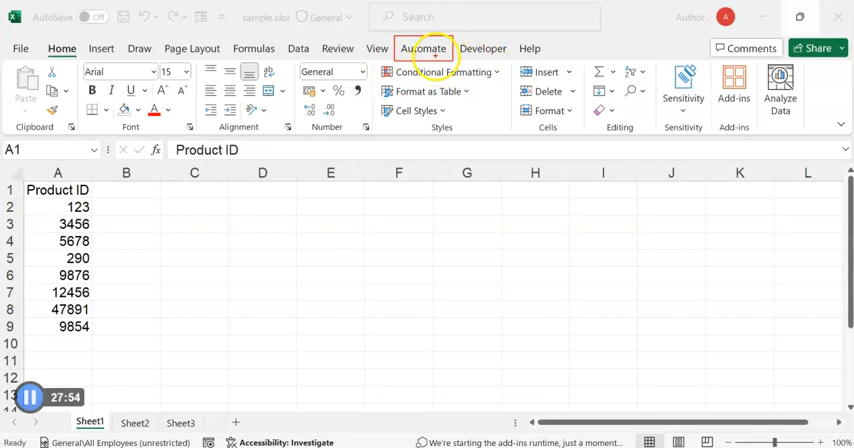 AutoSave Off sample.xlsx General Search Author . A
File Home Insert Draw Page Layout Formulas Data Review View Automate Developer Help Comments Share
Paste Arial 15 General Conditional Formatting Insert Sensitivity Add-ins Analyze Data
B I U % Format as Table Delete
A Cell Styles Format
Clipboard Font Alignment Number Styles Cells Editing Sensitivity Add-ins
A1 fx Product ID
A B C D E F G H I J K L
1 Product ID
2 123
3 3456
4 5678
5 290
6 9876
7 12456
8 47891
9 9854
10
11
12
13 27:54
Sheet1 Sheet2 Sheet3 +
Ready General\All Employees (unrestricted) Accessibility: Investigate We're starting the add-ins runtime, just a moment... 100%